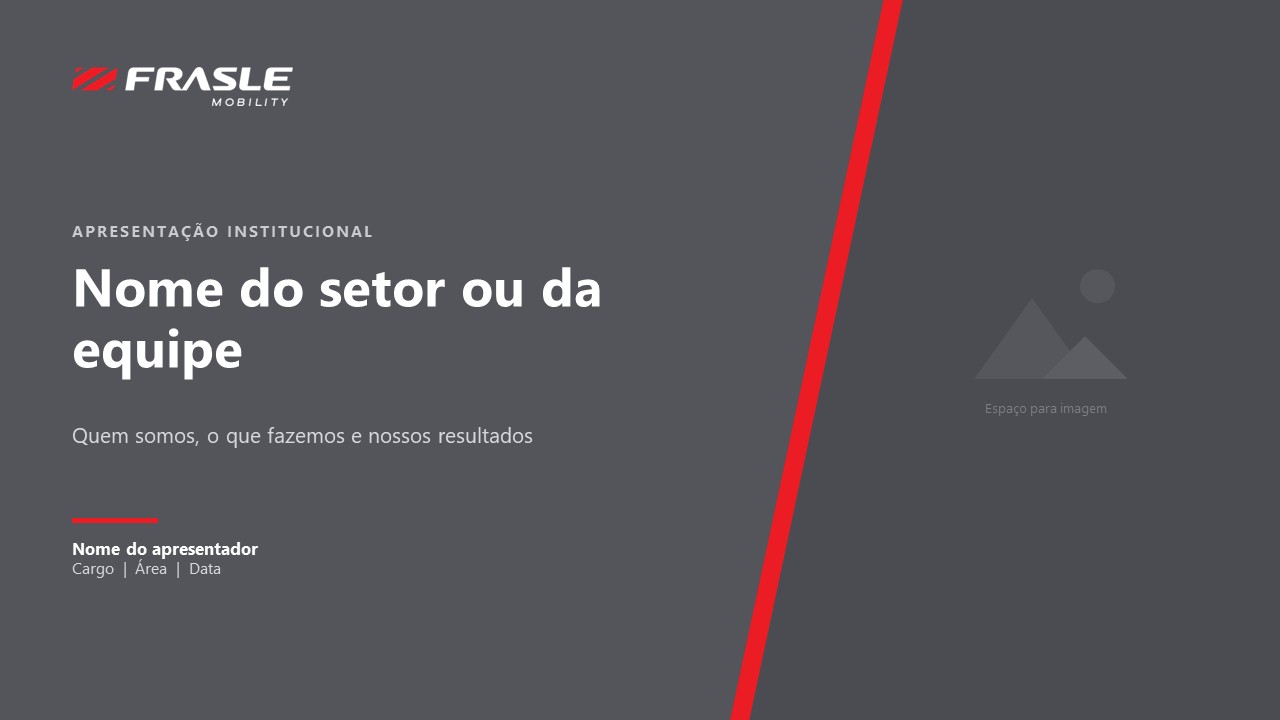 FRASLE
MOBILITY
APRESENTAÇÃO INSTITUCIONAL
Nome do setor ou da
equipe
Quem somos, o que fazemos e nossos resultados
Nome do apresentador
Cargo | Área | Data
Espaço para imagem